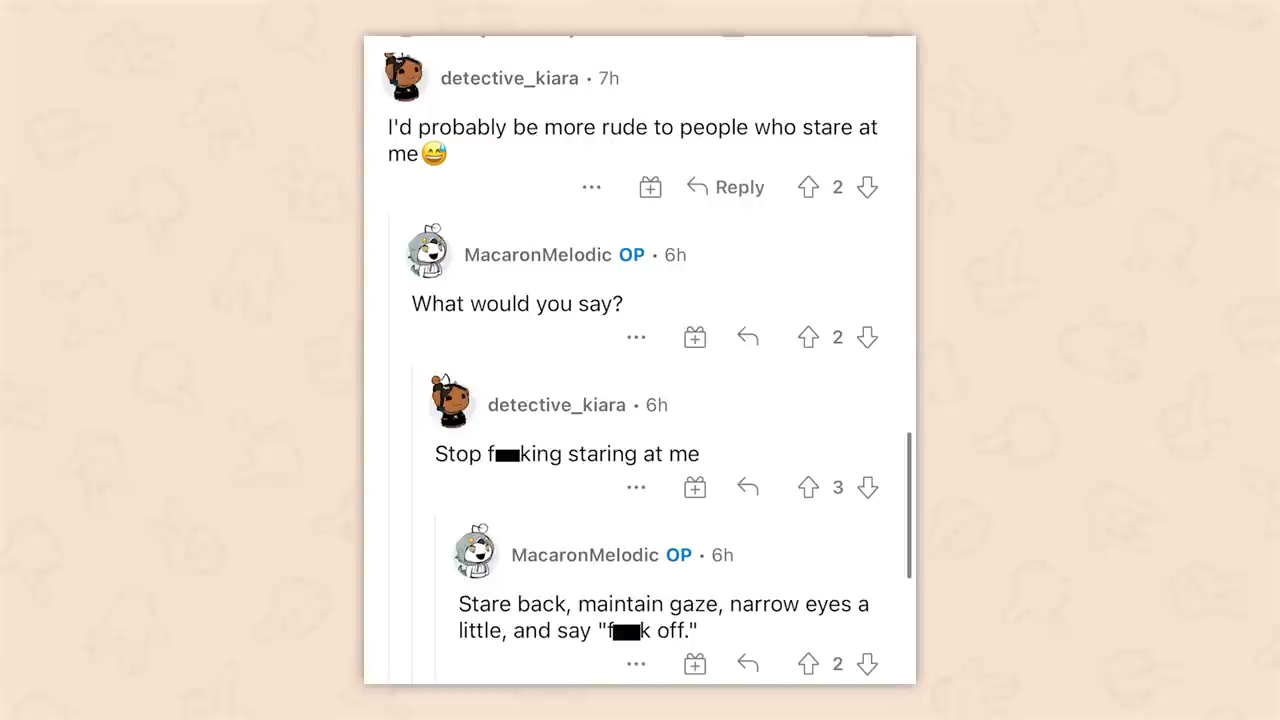 detective_kiara • 7h
I'd probably be more rude to people who stare at
me😅
... Reply 2
MacaronMelodic OP • 6h
What would you say?
... 2
detective_kiara • 6h
Stop f king staring at me
... 3
MacaronMelodic OP • 6h
Stare back, maintain gaze, narrow eyes a
little, and say "f k off."
... 2